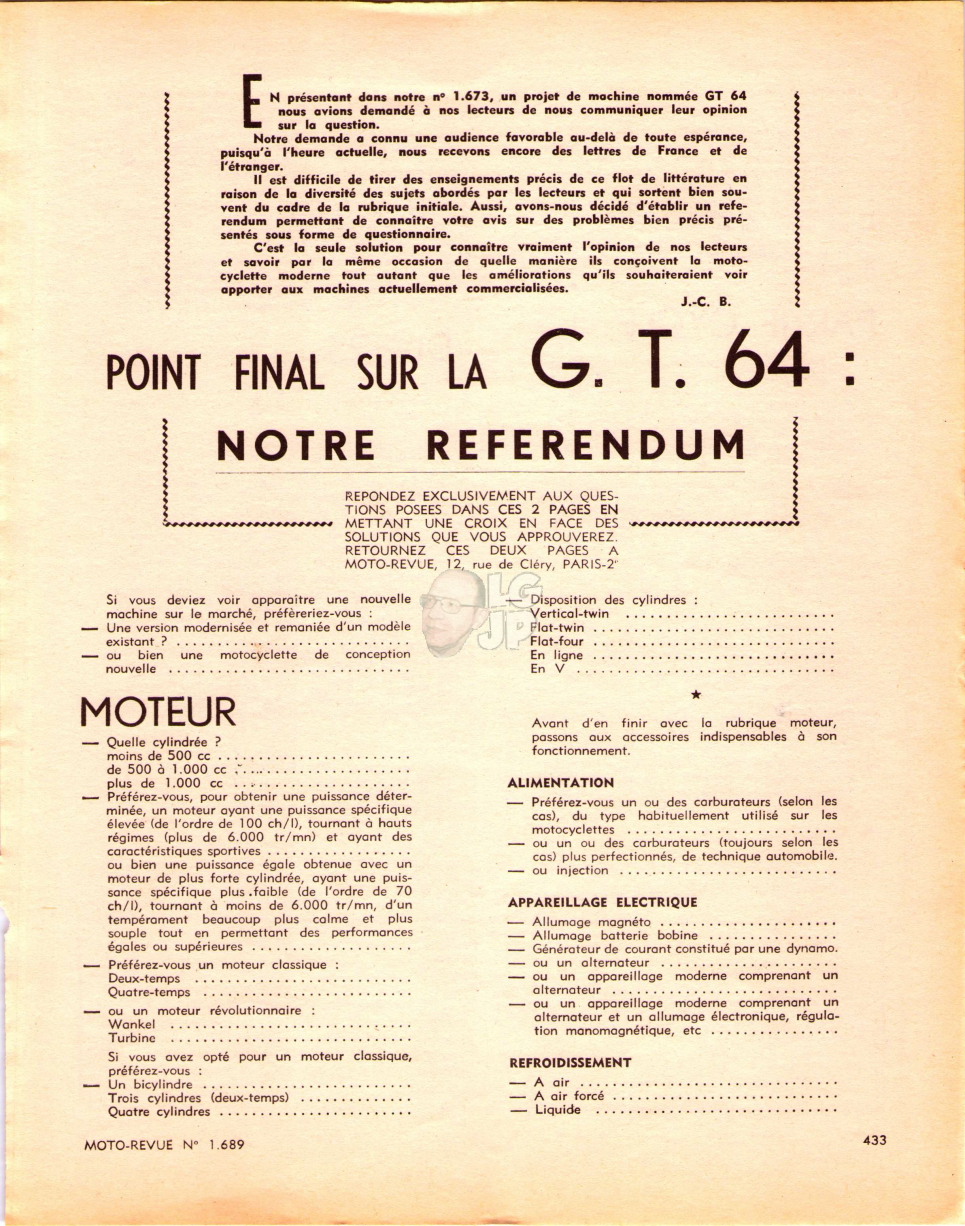 EN présentant dans notre n° 1.673, un projet de machine nommée GT 64
nous avions demandé à nos lecteurs de nous communiquer leur opinion
sur la question.
Notre demande a connu une audience favorable au-delà de toute espérance,
puisqu'à l'heure actuelle, nous recevons encore des lettres de France et de
l'étranger.
Il est difficile de tirer des enseignements précis de ce flot de littérature en
raison de la diversité des sujets abordés par les lecteurs et qui sortent bien sou-
vent du cadre de la rubrique initiale. Aussi, avons-nous décidé d'établir un refe-
rendum permettant de connaître votre avis sur des problèmes bien précis pré-
sentés sous forme de questionnaire.
C'est la seule solution pour connaître vraiment l'opinion de nos lecteurs
et savoir par la même occasion de quelle manière ils conçoivent la moto-
cyclette moderne tout autant que les améliorations qu'ils souhaiteraient voir
apporter aux machines actuellement commercialisées.
J.-C. B.
POINT FINAL SUR LA G. T. 64 :
NOTRE REFERENDUM
REPONDEZ EXCLUSIVEMENT AUX QUES-
TIONS POSEES DANS CES 2 PAGES EN
METTANT UNE CROIX EN FACE DES
SOLUTIONS QUE VOUS APPROUVEREZ.
RETOURNEZ CES DEUX PAGES A
MOTO-REVUE, 12, rue de Cléry, PARIS-2°
LG
JP
Si vous deviez voir apparaître une nouvelle
machine sur le marché, préfèreriez-vous :
— Une version modernisée et remaniée d'un modèle
existant ? ..............................
— ou bien une motocyclette de conception
nouvelle ..............................
MOTEUR
— Quelle cylindrée ?
moins de 500 cc ........................
de 500 à 1.000 cc ......................
plus de 1.000 cc ......................
— Préférez-vous, pour obtenir une puissance déter-
minée, un moteur ayant une puissance spécifique
élevée (de l'ordre de 100 ch/l), tournant à hauts
régimes (plus de 6.000 tr/mn) et ayant des
caractéristiques sportives ..................
ou bien une puissance égale obtenue avec un
moteur de plus forte cylindrée, ayant une puis-
sance spécifique plus .faible (de l'ordre de 70
ch/l), tournant à moins de 6.000 tr/mn, d'un
tempérament beaucoup plus calme et plus
souple tout en permettant des performances
égales ou supérieures ....................
— Préférez-vous un moteur classique :
Deux-temps ..........................
Quatre-temps ..........................
— ou un moteur révolutionnaire :
Wankel ..............................
Turbine ..............................
Si vous avez opté pour un moteur classique,
préférez-vous :
— Un bicylindre ..........................
Trois cylindres (deux-temps) ..............
Quatre cylindres ........................
— Disposition des cylindres :
Vertical-twin ..........................
Flat-twin ..............................
Flat-four ..............................
En ligne ..............................
En V ................................
★
Avant d'en finir avec la rubrique moteur,
passons aux accessoires indispensables à son
fonctionnement.
ALIMENTATION
— Préférez-vous un ou des carburateurs (selon les
cas), du type habituellement utilisé sur les
motocyclettes ..........................
— ou un ou des carburateurs (toujours selon les
cas) plus perfectionnés, de technique automobile.
— ou injection ..........................
APPAREILLAGE ELECTRIQUE
— Allumage magnéto ......................
— Allumage batterie bobine ................
— Générateur de courant constitué par une dynamo.
— ou un alternateur ......................
— ou un appareillage moderne comprenant un
alternateur ............................
— ou un appareillage moderne comprenant un
alternateur et un allumage électronique, régula-
tion manomagnétique, etc ................
REFROIDISSEMENT
— A air ................................
— A air forcé ............................
— Liquide ..............................
MOTO-REVUE N° 1.689
433